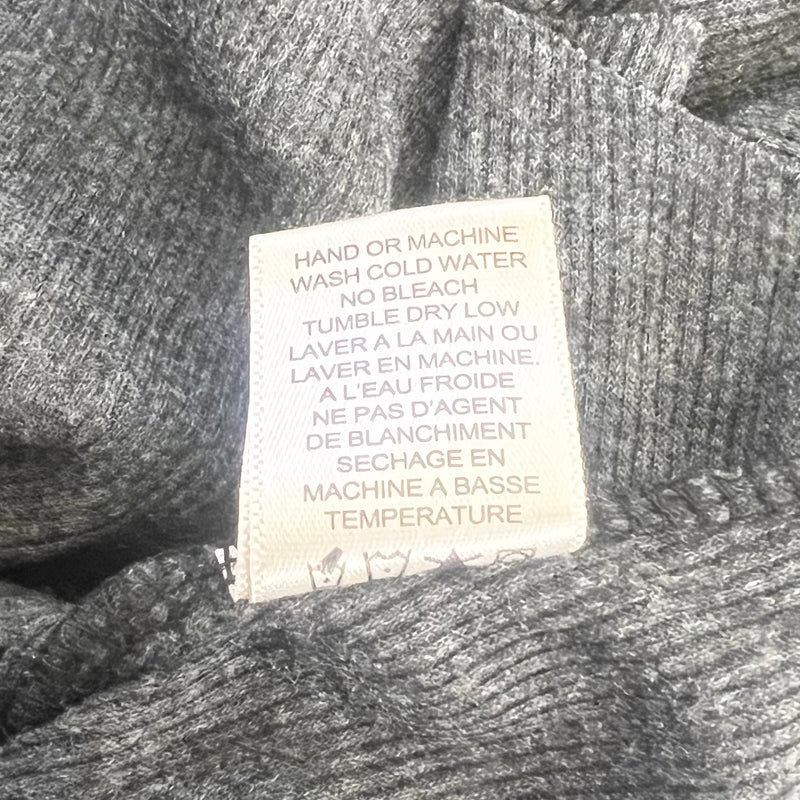 HAND OR MACHINE
WASH COLD WATER
NO BLEACH
TUMBLE DRY LOW
LAVER A LA MAIN OU
LAVER EN MACHINE.
A L'EAU FROIDE
NE PAS D'AGENT
DE BLANCHIMENT
SECHAGE EN
MACHINE A BASSE
TEMPERATURE